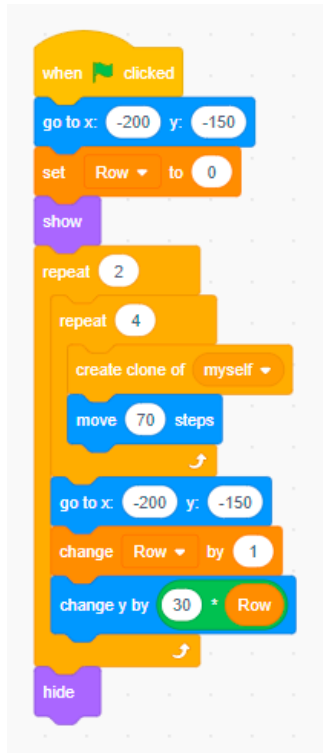 when clicked
go to x: -200 y: -150
set Row to 0
show
repeat 2
repeat 4
create clone of myself
move 70 steps
go to x: -200 y: -150
change Row by 1
change y by 30 * Row
hide